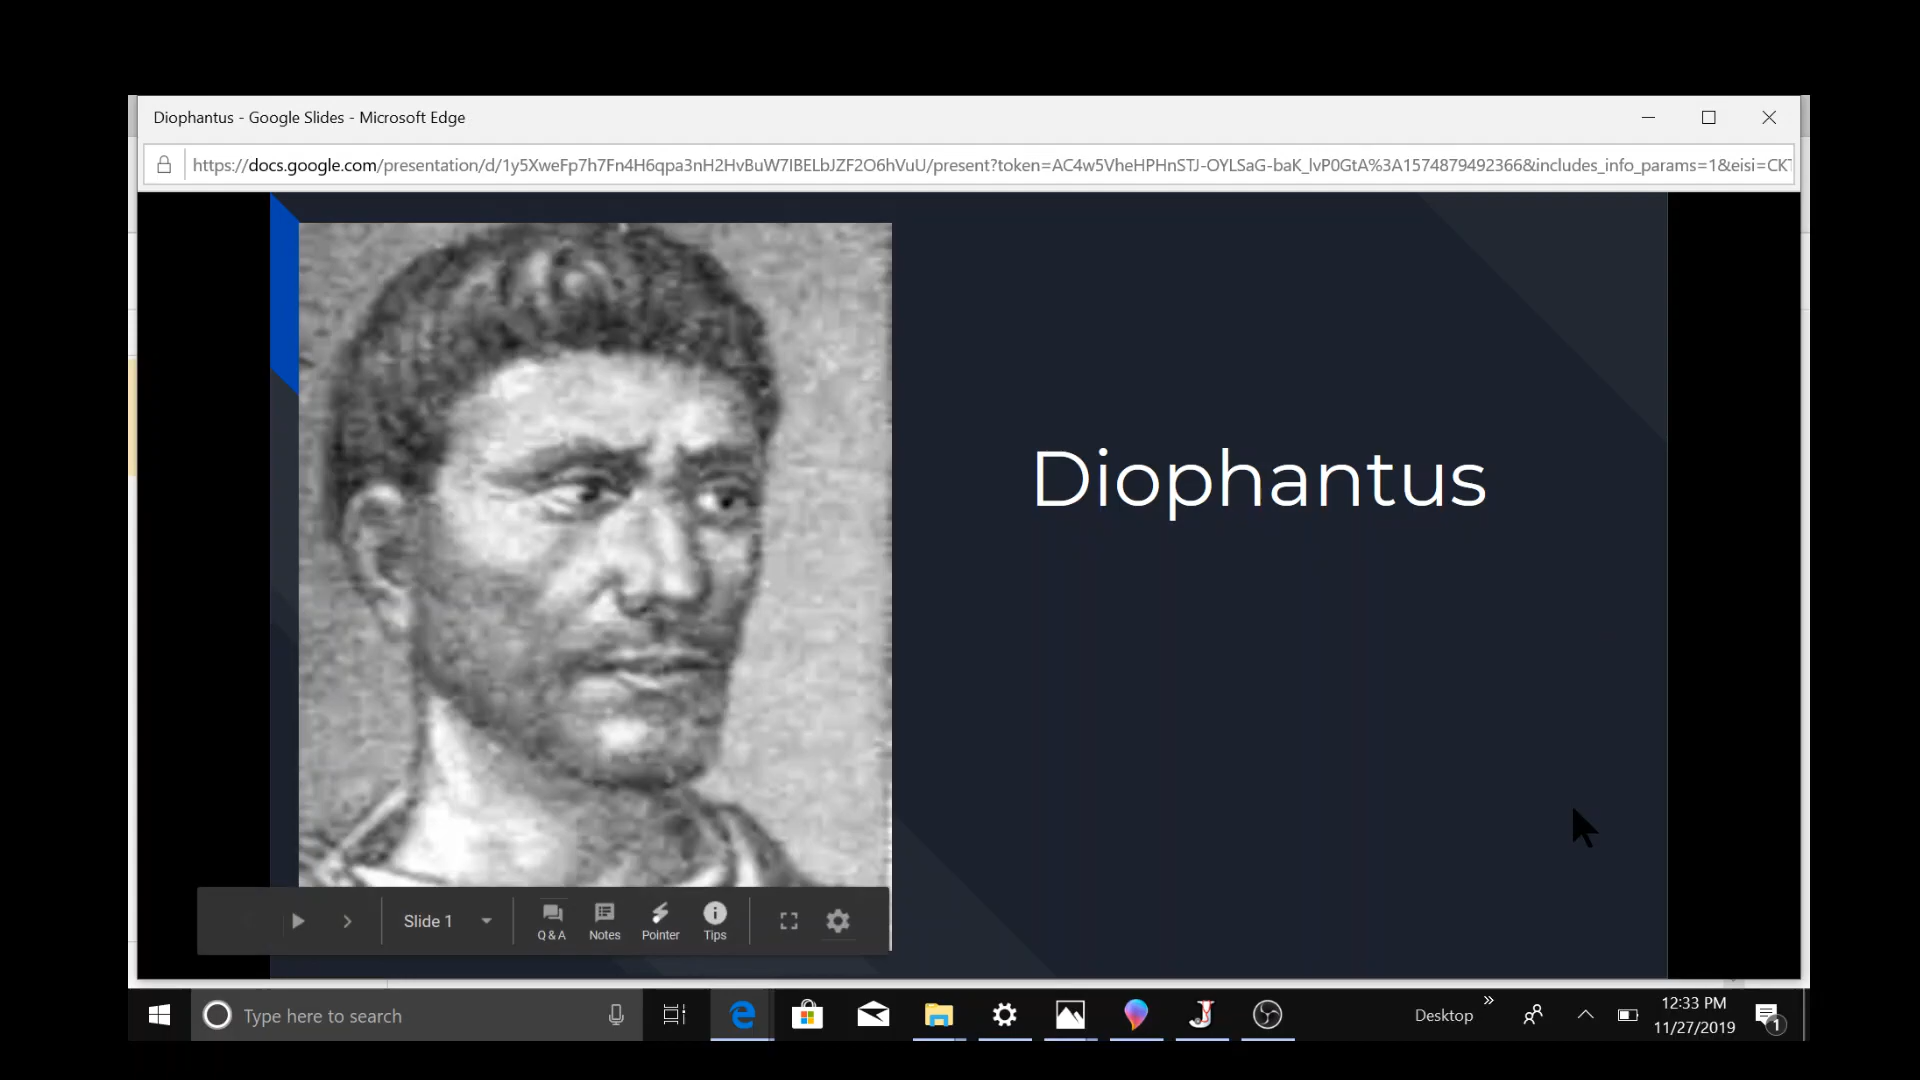 Diophantus - Google Slides - Microsoft Edge
https://docs.google.com/presentation/d/1y5XweFp7h7Fn4H6qpa3nH2HvBuW7IBELbJZF2O6hVuU/present?token=AC4w5VheHPHnSTJ-OYLSaG-baK_lvP0GtA%3A1574879492366&includes_info_params=1&eisi=CK
Diophantus
Slide 1
Q & A
Notes
Pointer
Tips
Type here to search
Desktop
12:33 PM
11/27/2019
1